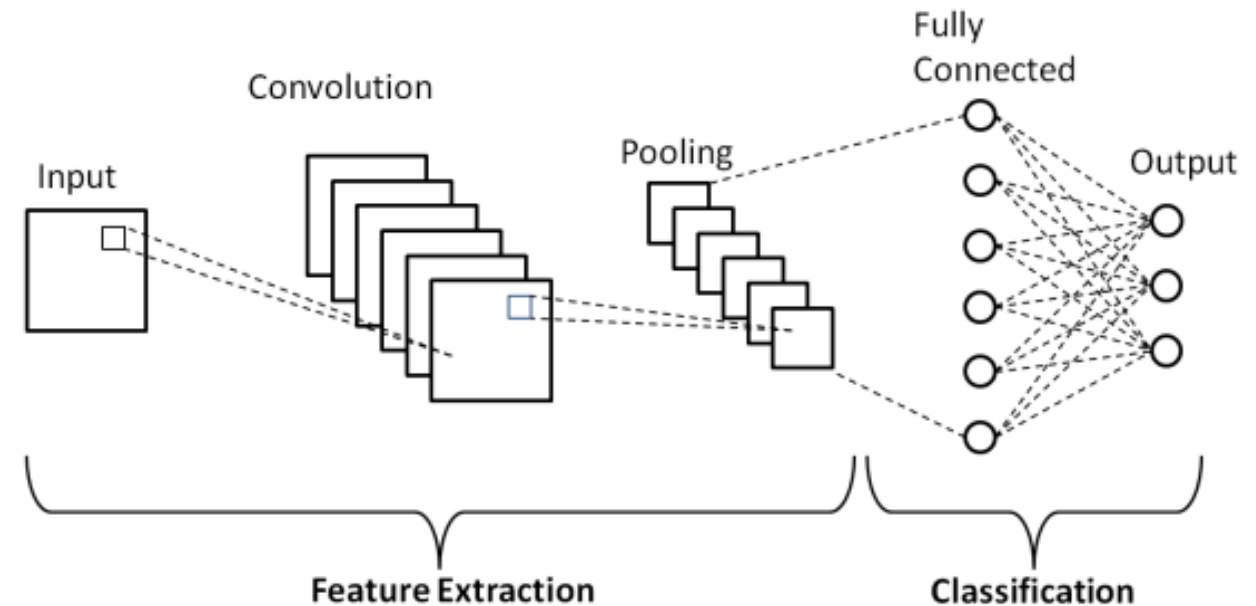 Input
Convolution
Pooling
Fully
Connected
Output
Feature Extraction
Classification